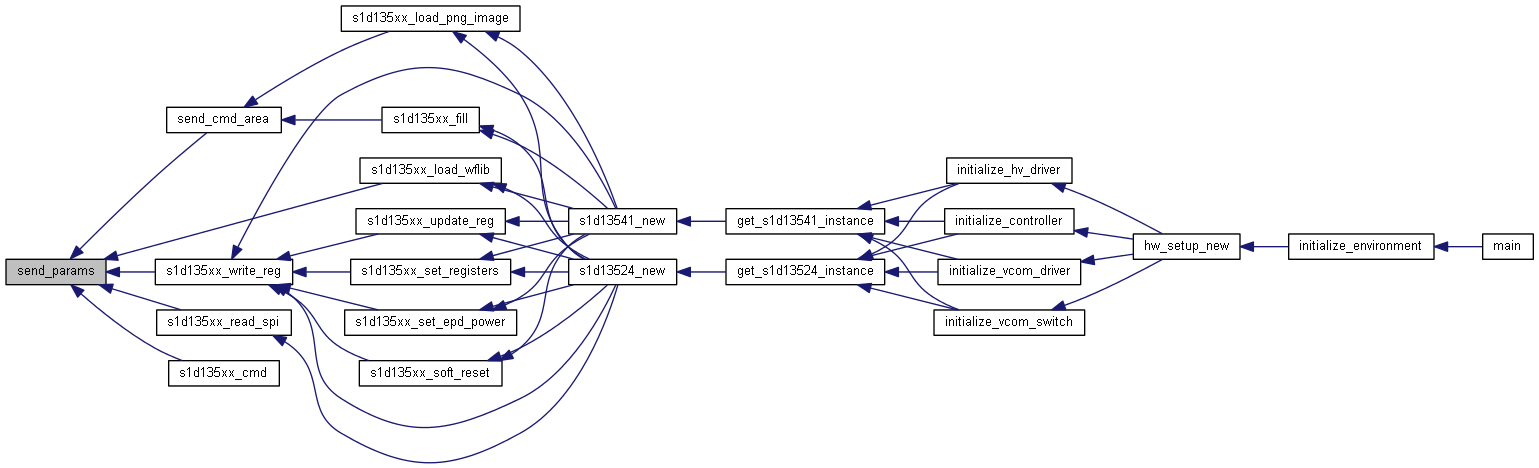 s1d135xx_load_png_image
send_cmd_area
s1d135xx_fill
s1d135xx_load_wflib
initialize_hv_driver
s1d135xx_update_reg
s1d13541_new
get_s1d13541_instance
initialize_controller
hw_setup_new
initialize_environment
main
send_params
s1d135xx_write_reg
s1d135xx_set_registers
s1d13524_new
get_s1d13524_instance
initialize_vcom_driver
s1d135xx_read_spi
s1d135xx_set_epd_power
initialize_vcom_switch
s1d135xx_cmd
s1d135xx_soft_reset